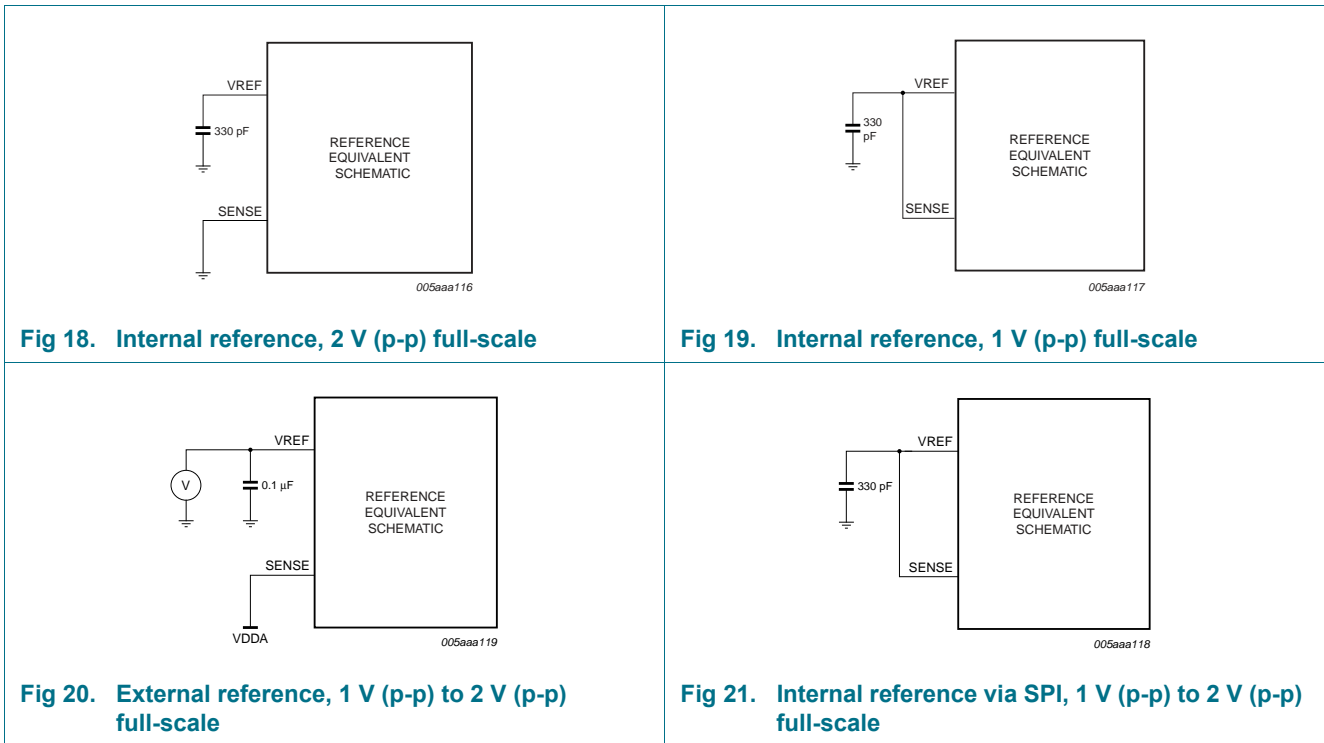 VREF
330 pF
REFERENCE
EQUIVALENT
SCHEMATIC
SENSE
005aaa116
Fig 18. Internal reference, 2 V (p-p) full-scale
VREF
330
pF
REFERENCE
EQUIVALENT
SCHEMATIC
SENSE
005aaa117
Fig 19. Internal reference, 1 V (p-p) full-scale
VREF
V
0.1 μF
REFERENCE
EQUIVALENT
SCHEMATIC
SENSE
VDDA
005aaa119
Fig 20. External reference, 1 V (p-p) to 2 V (p-p)
full-scale
VREF
330 pF
REFERENCE
EQUIVALENT
SCHEMATIC
SENSE
005aaa118
Fig 21. Internal reference via SPI, 1 V (p-p) to 2 V (p-p)
full-scale